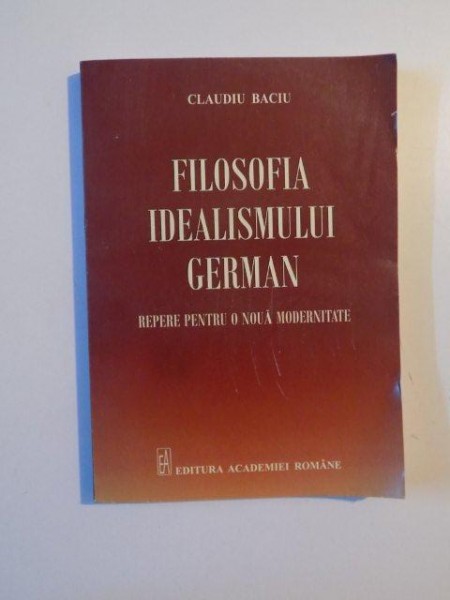 CLAUDIU BACIU
FILOSOFIA
IDEALISMULUI
GERMAN
REPERE PENTRU O NOUĂ MODERNITATE
EA EDITURA ACADEMIEI ROMÂNE